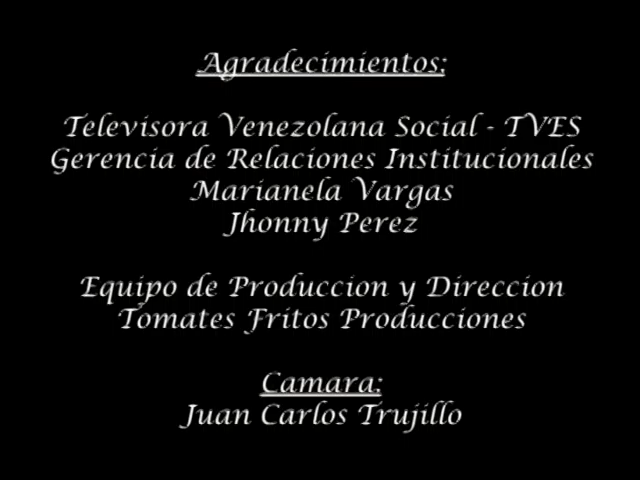 Agradecimientos:
Televisora Venezolana Social - TVES
Gerencia de Relaciones Institucionales
Marianela Vargas
Jhonny Perez
Equipo de Produccion y Direccion
Tomates Fritos Producciones
Camara:
Juan Carlos Trujillo